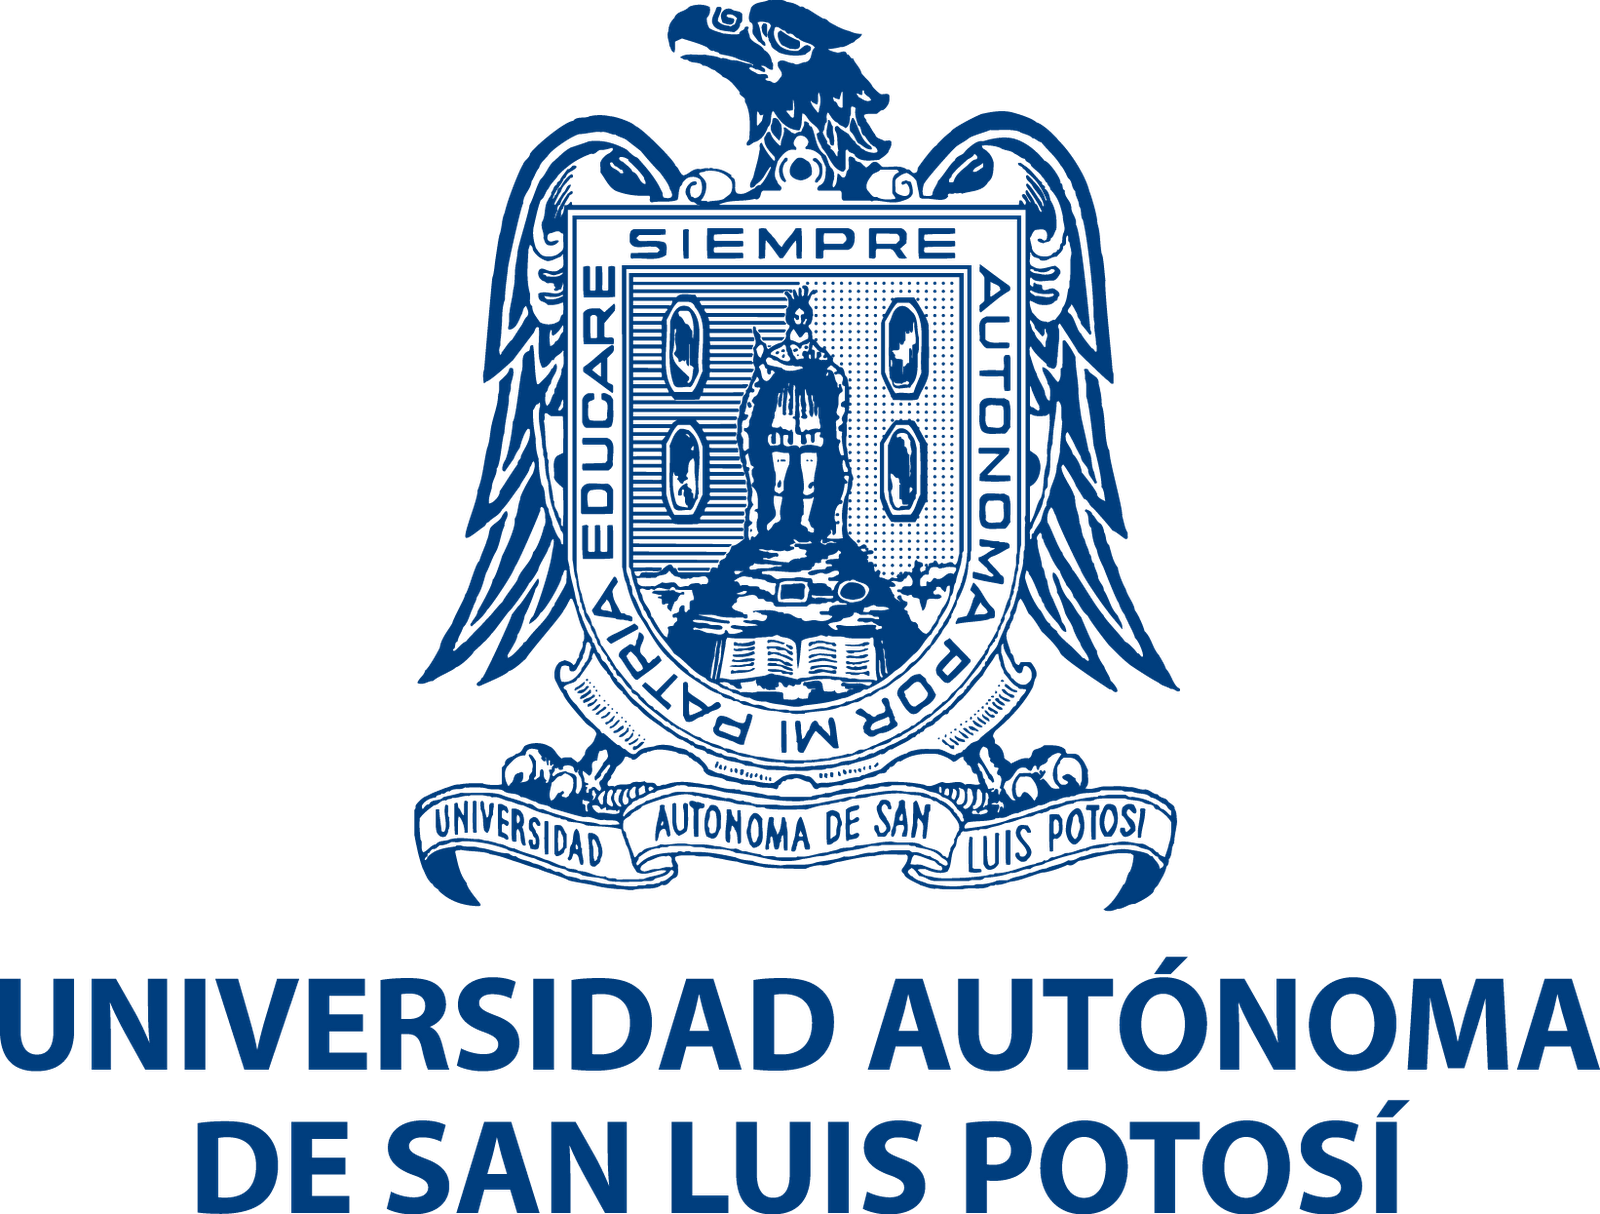 SIEMPRE AUTONOMA POR MI PATRIA EDUCARE
UNIVERSIDAD AUTONOMA DE SAN LUIS POTOSI
UNIVERSIDAD AUTÓNOMA
DE SAN LUIS POTOSÍ